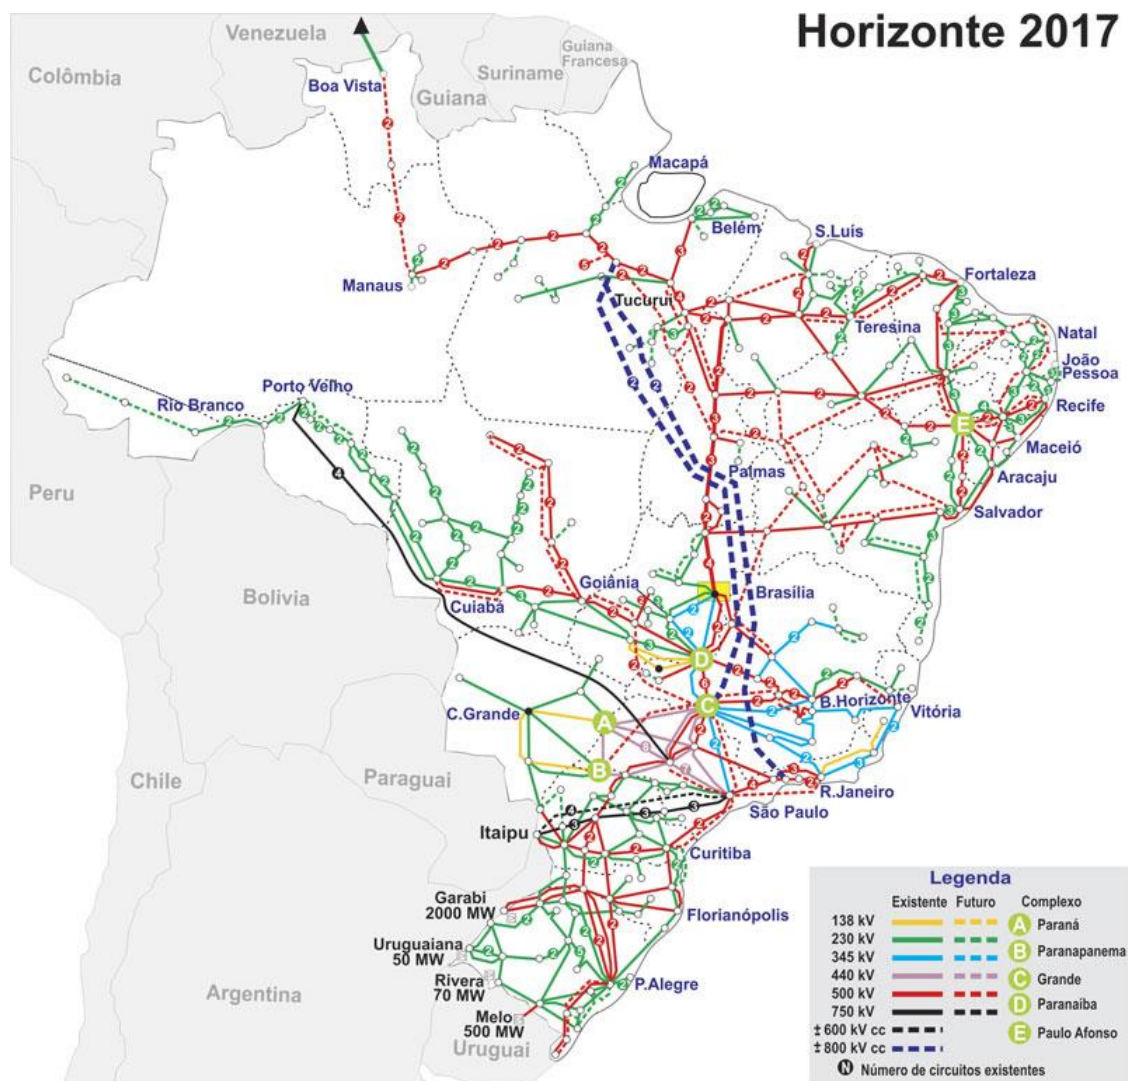 Horizonte 2017
Venezuela
Guiana
Francesa
Suriname
Colômbia
Boa Vista
Guiana
Macapá
Belém
S.Luís
Manaus
Fortaleza
Tucuruí
Teresina
Natal
João
Pessoa
Porto Velho
Rio Branco
Recife
E
Maceió
Palmas
Aracaju
Peru
Salvador
Goiânia
Brasília
Cuiabá
Bolivia
D
C
B.Horizonte
Vitória
C.Grande
A
B
Chile
Paraguai
R.Janeiro
São Paulo
Itaipu
Curitiba
Garabi
2000 MW
Florianópolis
Uruguaiana
50 MW
Rivera
70 MW
P.Alegre
Argentina
Melo
500 MW
Uruguai
Legenda
Existente Futuro Complexo
138 kV A Paraná
230 kV
345 kV B Paranapanema
440 kV C Grande
500 kV D Paranaíba
750 kV
±600 kV cc E Paulo Afonso
±800 kV cc
N Número de circuitos existentes